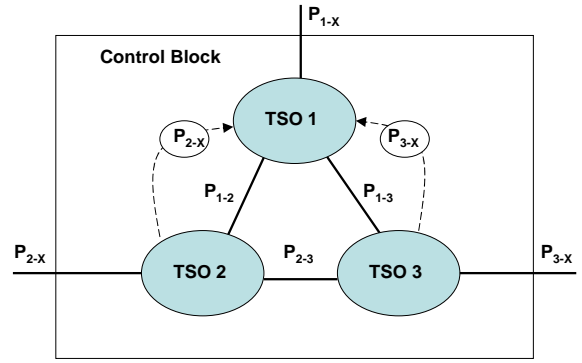 P1-X
Control Block
TSO 1
P2-X
P3-X
P1-2
P1-3
P2-X
P2-3
P3-X
TSO 2
TSO 3